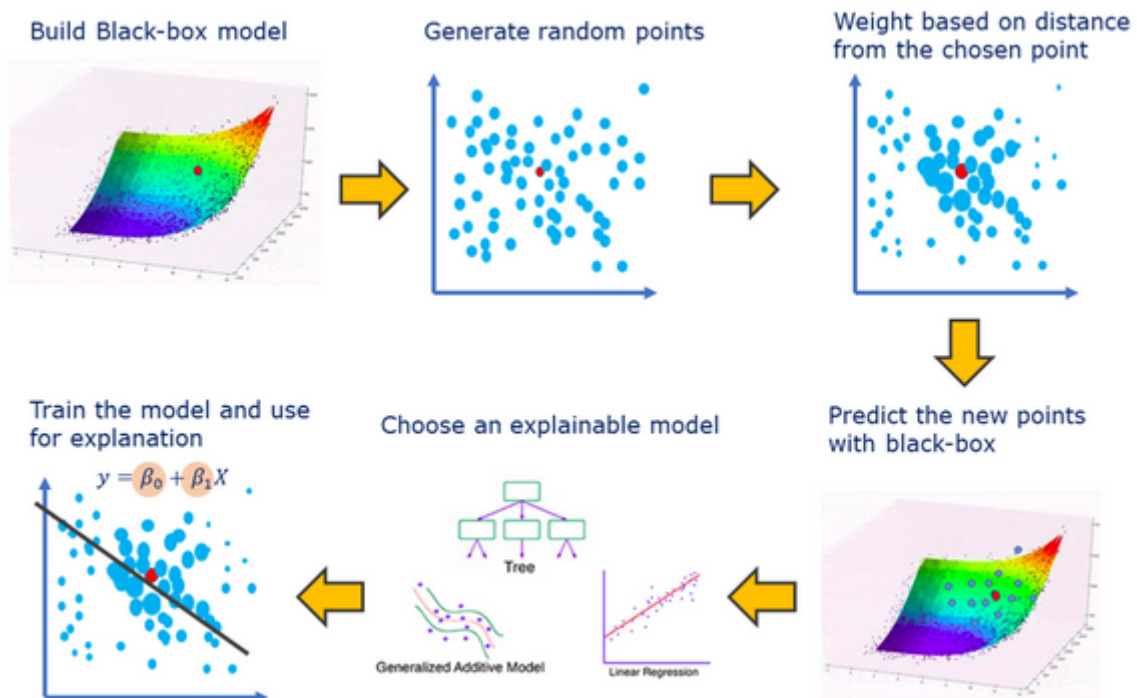 Build Black-box model
Generate random points
Weight based on distance
from the chosen point
Predict the new points
with black-box
Choose an explainable model
Tree
Generalized Additive Model
Linear Regression
Train the model and use
for explanation
y = β₀ + β₁X